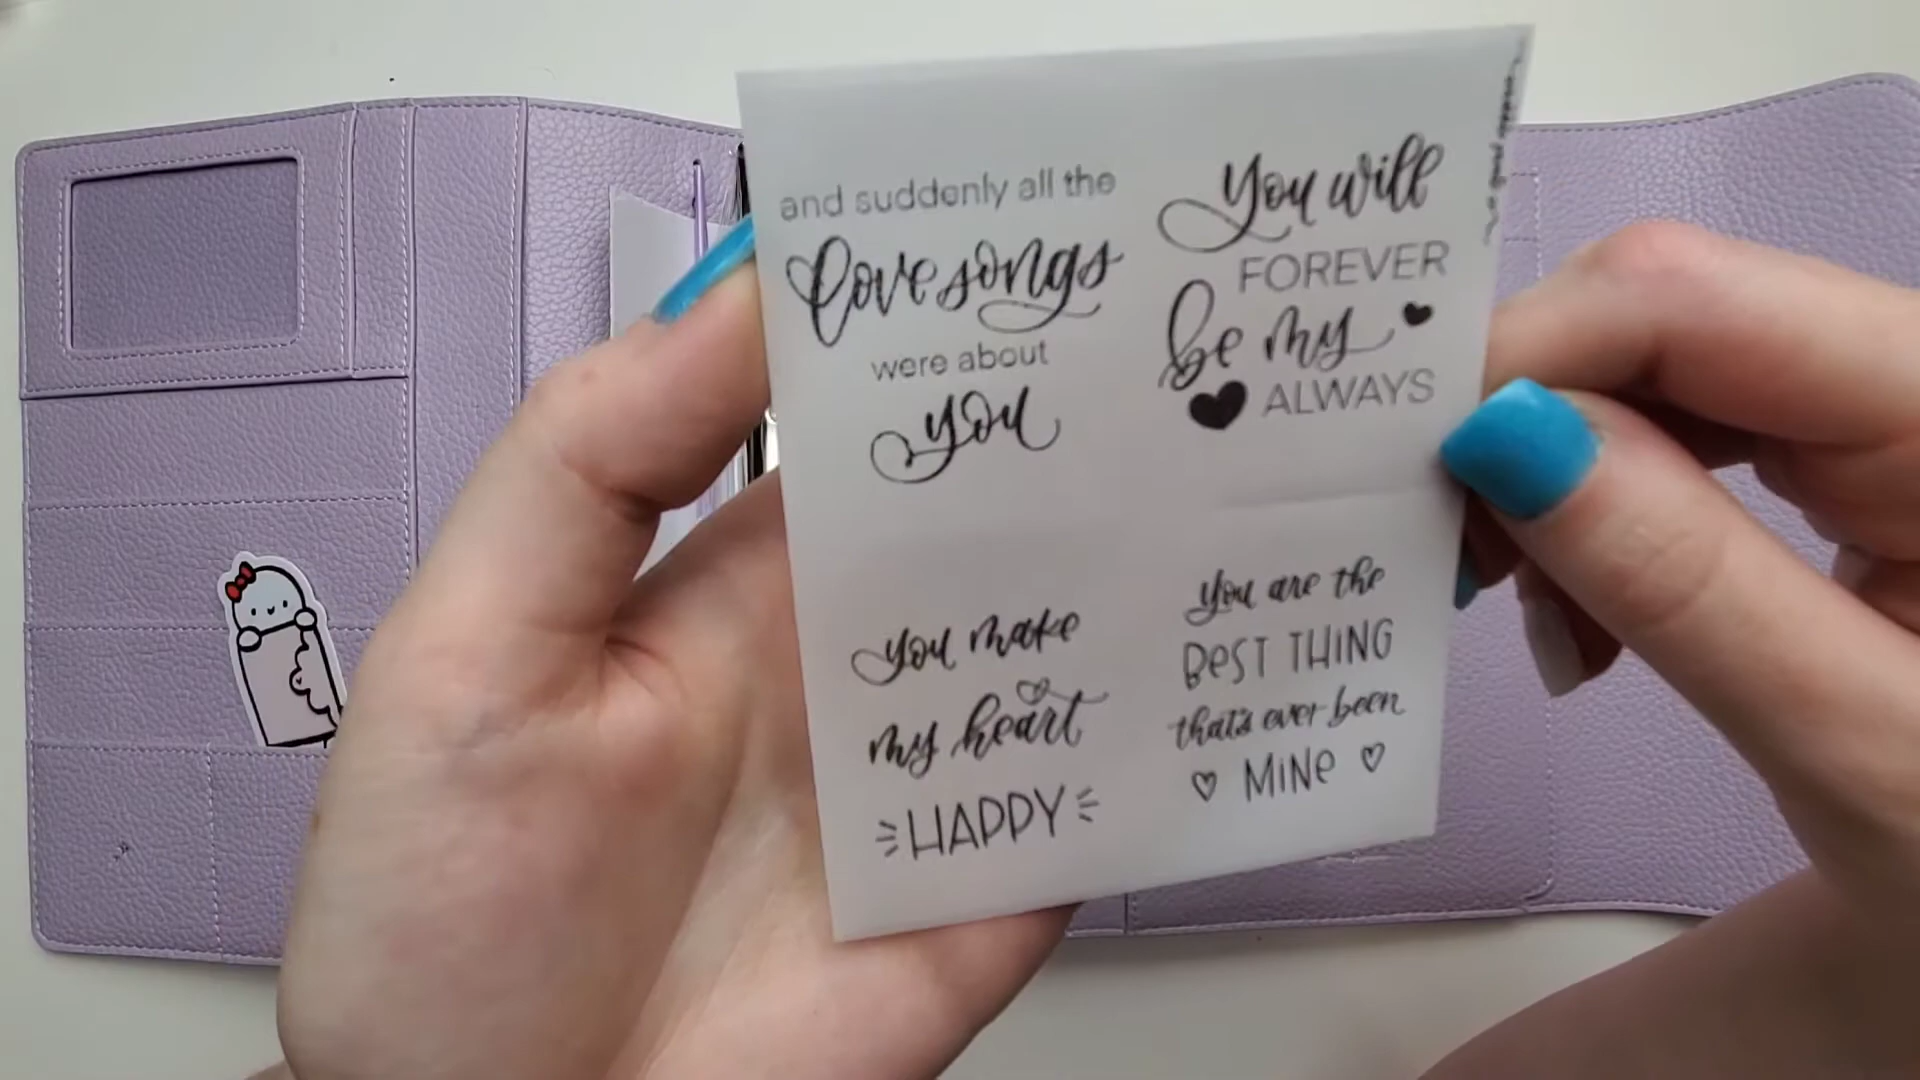 and suddenly all the
love songs
were about
you
You will
FOREVER
be my
ALWAYS
you make
my heart
HAPPY
You are the
BEST THING
that's ever been
MINE